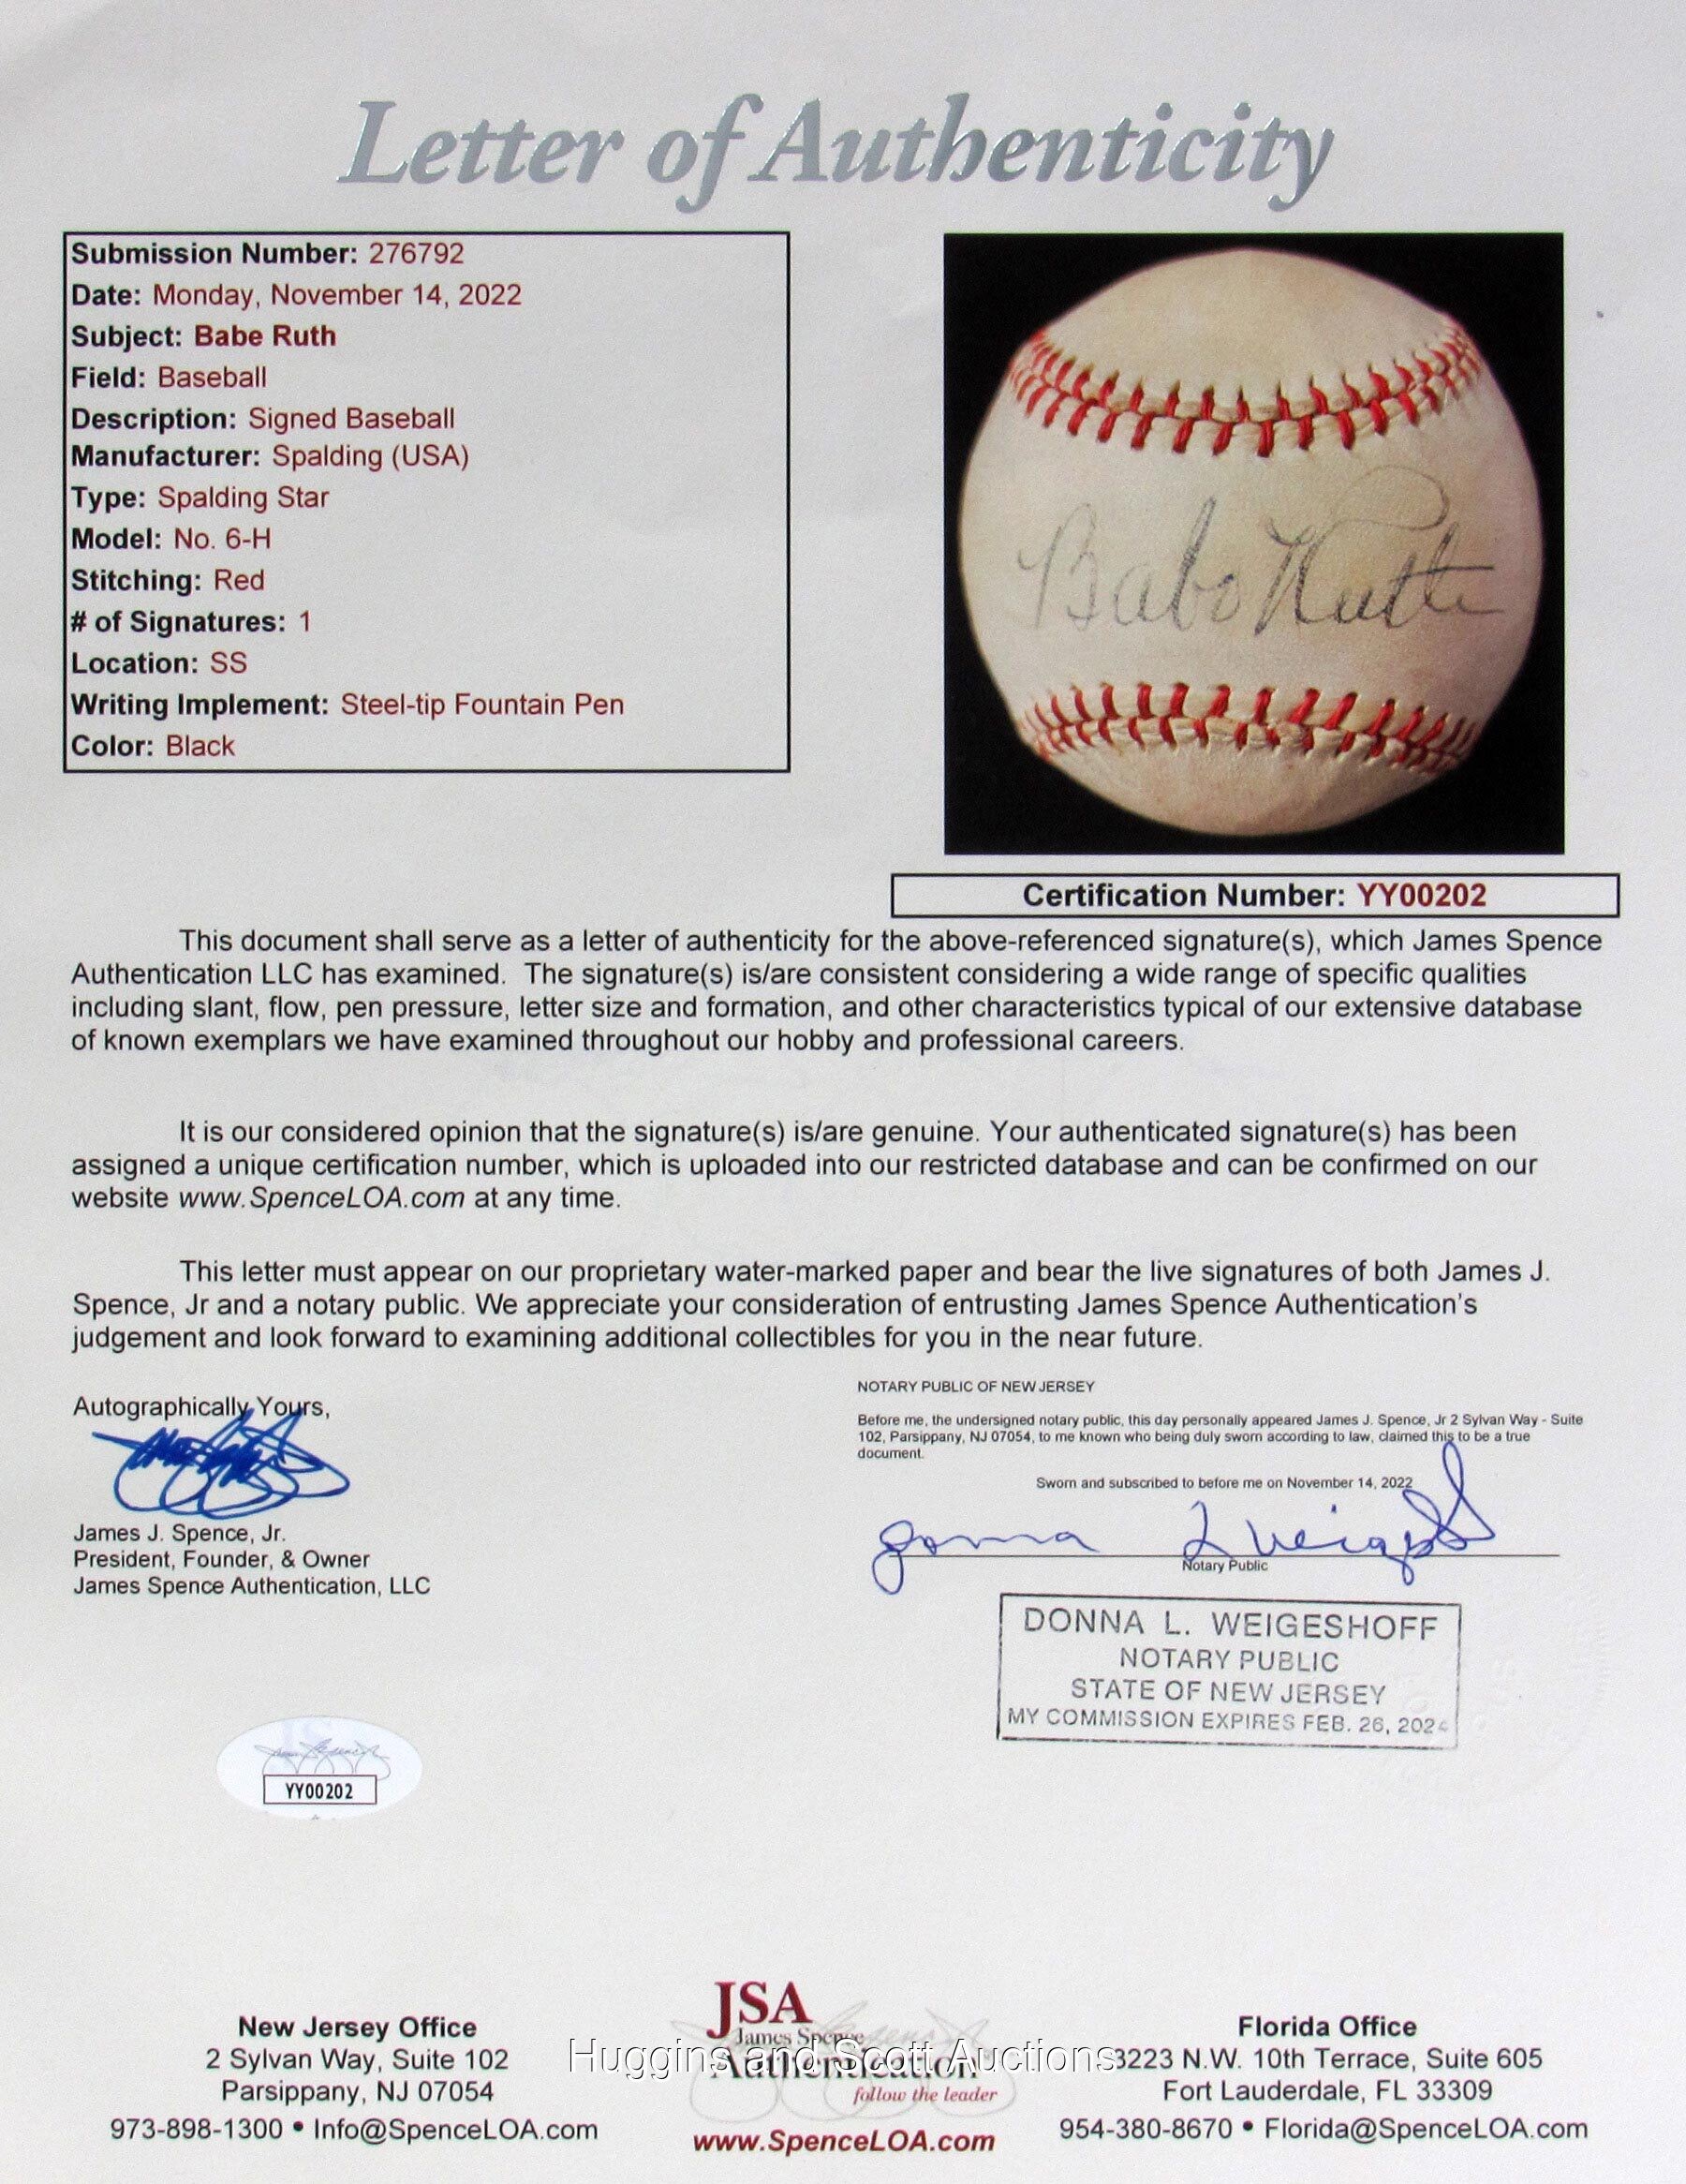 Letter of Authenticity
Submission Number: 276792
Date: Monday, November 14, 2022
Subject: Babe Ruth
Field: Baseball
Description: Signed Baseball
Manufacturer: Spalding (USA)
Type: Spalding Star
Model: No. 6-H
Stitching: Red
# of Signatures: 1
Location: SS
Writing Implement: Steel-tip Fountain Pen
Color: Black
Babe Ruth
Certification Number: YY00202
This document shall serve as a letter of authenticity for the above-referenced signature(s), which James Spence
Authentication LLC has examined. The signature(s) is/are consistent considering a wide range of specific qualities
including slant, flow, pen pressure, letter size and formation, and other characteristics typical of our extensive database
of known exemplars we have examined throughout our hobby and professional careers.
It is our considered opinion that the signature(s) is/are genuine. Your authenticated signature(s) has been
assigned a unique certification number, which is uploaded into our restricted database and can be confirmed on our
website www.SpenceLOA.com at any time.
This letter must appear on our proprietary water-marked paper and bear the live signatures of both James J.
Spence, Jr and a notary public. We appreciate your consideration of entrusting James Spence Authentication's
judgement and look forward to examining additional collectibles for you in the near future.
Autographically Yours,
James J. Spence, Jr.
President, Founder, & Owner
James Spence Authentication, LLC
NOTARY PUBLIC OF NEW JERSEY
Before me, the undersigned notary public, this day personally appeared James J. Spence, Jr 2 Sylvan Way - Suite
102, Parsippany, NJ 07054, to me known who being duly sworn according to law, claimed this to be a true
document.
Sworn and subscribed to before me on November 14, 2022
Notary Public
DONNA L. WEIGESHOFF
NOTARY PUBLIC
STATE OF NEW JERSEY
MY COMMISSION EXPIRES FEB. 26, 2024
YY00202
New Jersey Office
2 Sylvan Way, Suite 102
Parsippany, NJ 07054
973-898-1300 • Info@SpenceLOA.com
JSA
James Spence
Authentication
follow the leader
www.SpenceLOA.com
Huggins and Scott Auctions
Florida Office
3223 N.W. 10th Terrace, Suite 605
Fort Lauderdale, FL 33309
954-380-8670 • Florida@SpenceLOA.com